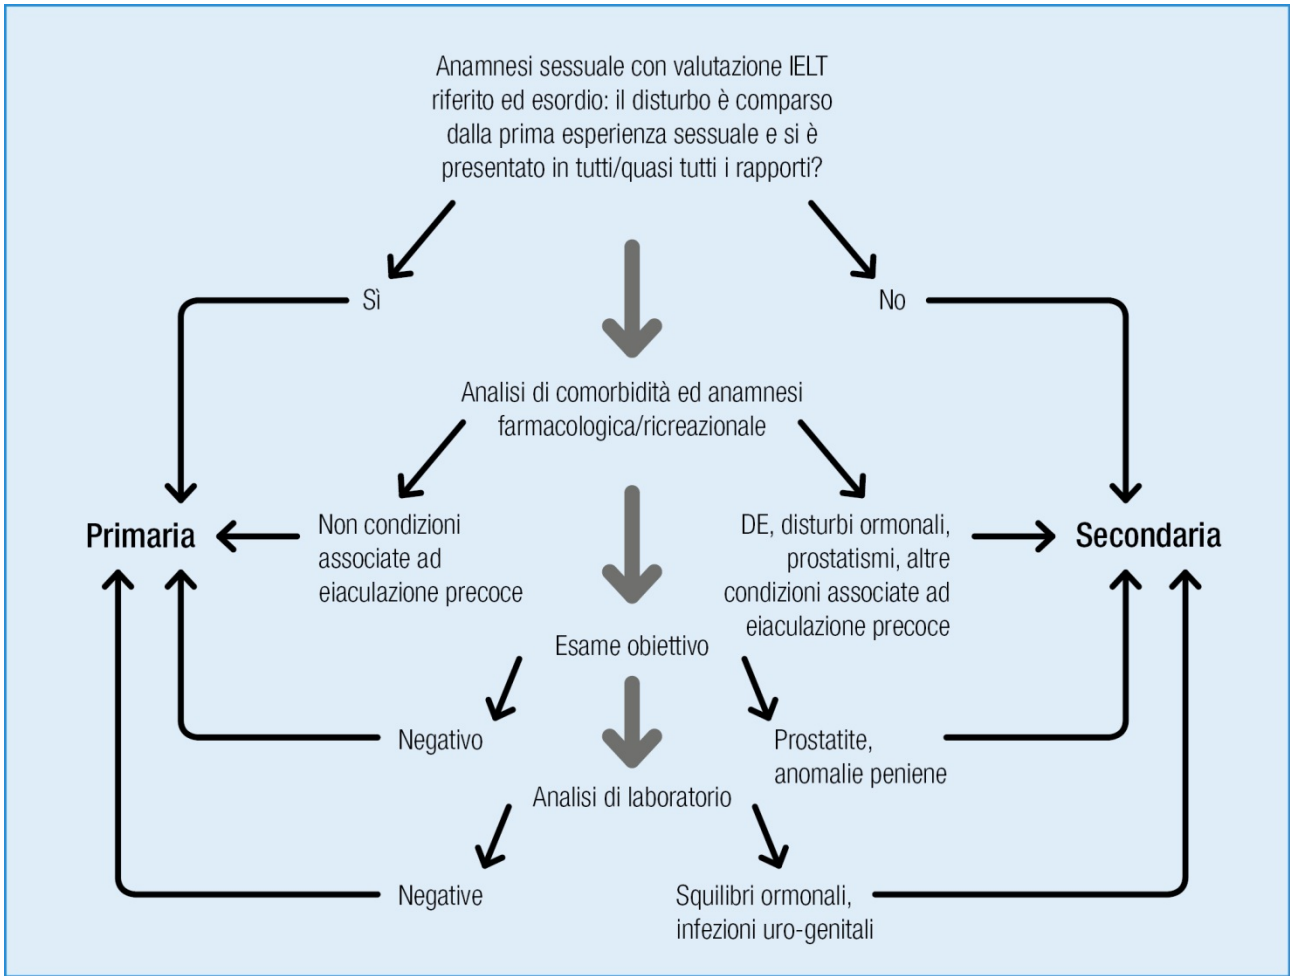 Anamnesi sessuale con valutazione IELT
riferito ed esordio: il disturbo è comparso
dalla prima esperienza sessuale e si è
presentato in tutti/quasi tutti i rapporti?
Sì
No
Analisi di comorbidità ed anamnesi
farmacologica/ricreazionale
Primaria
Non condizioni
associate ad
eiaculazione precoce
DE, disturbi ormonali,
prostatismi, altre
condizioni associate ad
eiaculazione precoce
Secondaria
Esame obiettivo
Negativo
Prostatite,
anomalie peniene
Analisi di laboratorio
Negative
Squilibri ormonali,
infezioni uro-genitali